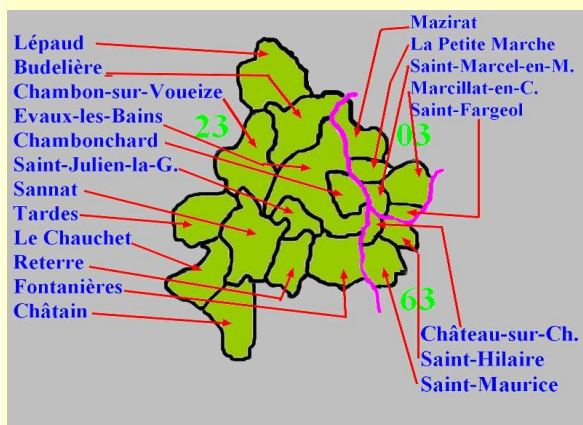 Lépaud
Budelière
Chambon-sur-Voueize
Evaux-les-Bains
Chambonchard
Saint-Julien-la-G.
Sannat
Tardes
Le Chauchet
Reterre
Fontanières
Châtain
23
03
63
Mazirat
La Petite Marche
Saint-Marcel-en-M.
Marcillat-en-C.
Saint-Fargeol
Château-sur-Ch.
Saint-Hilaire
Saint-Maurice